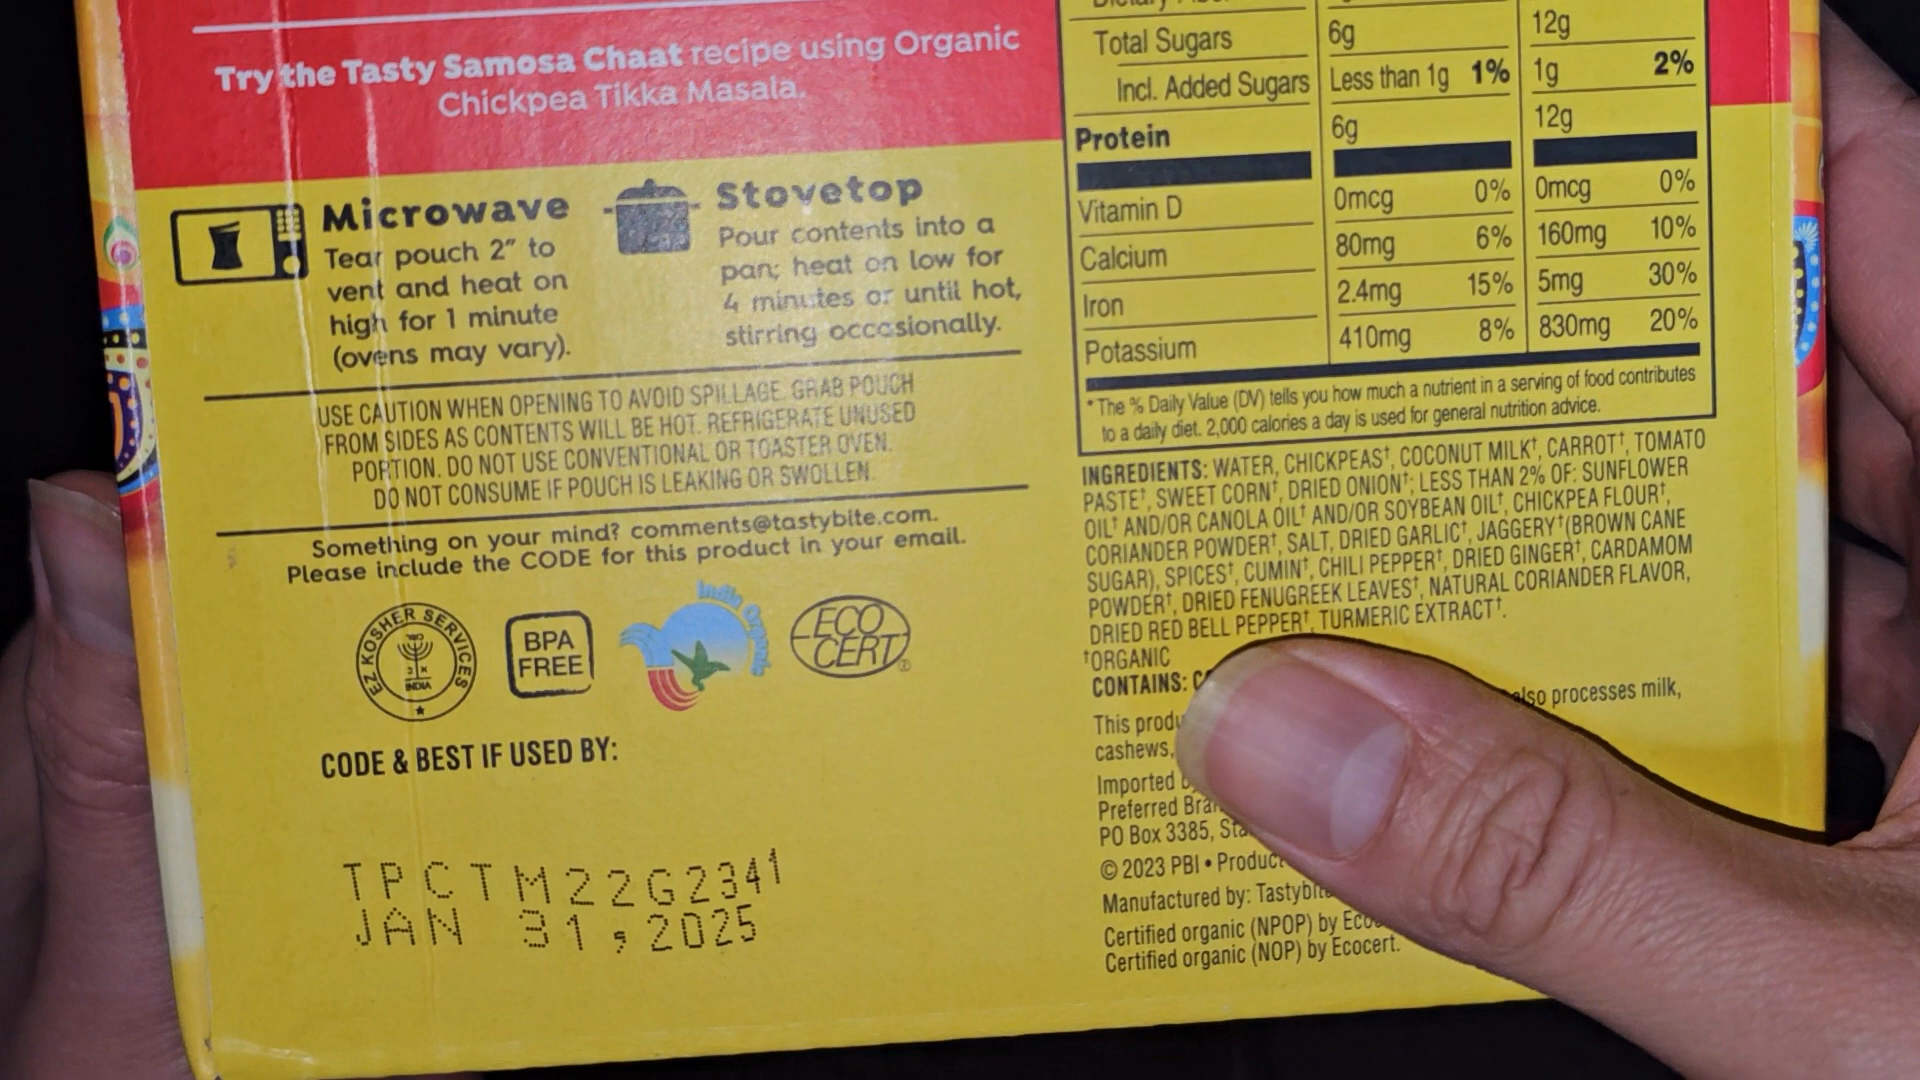 Try the Tasty Samosa Chaat recipe using Organic
Chickpea Tikka Masala.
Microwave
Tear pouch 2” to
vent and heat on
high for 1 minute
(ovens may vary).
Stovetop
Pour contents into a
pan; heat on low for
4 minutes or until hot,
stirring occasionally.
USE CAUTION WHEN OPENING TO AVOID SPILLAGE. GRAB POUCH
FROM SIDES AS CONTENTS WILL BE HOT. REFRIGERATE UNUSED
PORTION. DO NOT USE CONVENTIONAL OR TOASTER OVEN.
DO NOT CONSUME IF POUCH IS LEAKING OR SWOLLEN.
Something on your mind? comments@tastybite.com.
Please include the CODE for this product in your email.
EZ KOSHER SERVICES
INDIA
BPA
FREE
India Organic
ECO
CERT
CODE & BEST IF USED BY:
TPCTM22G2341
JAN 31, 2025
Total Sugars 6g 12g
Incl. Added Sugars Less than 1g 1% 1g 2%
Protein 6g 12g
Vitamin D 0mcg 0% 0mcg 0%
Calcium 80mg 6% 160mg 10%
Iron 2.4mg 15% 5mg 30%
Potassium 410mg 8% 830mg 20%
* The % Daily Value (DV) tells you how much a nutrient in a serving of food contributes
to a daily diet. 2,000 calories a day is used for general nutrition advice.
INGREDIENTS: WATER, CHICKPEAS†, COCONUT MILK†, CARROT†, TOMATO
PASTE†, SWEET CORN†, DRIED ONION†; LESS THAN 2% OF: SUNFLOWER
OIL† AND/OR CANOLA OIL† AND/OR SOYBEAN OIL†, CHICKPEA FLOUR†,
CORIANDER POWDER†, SALT, DRIED GARLIC†, JAGGERY†(BROWN CANE
SUGAR), SPICES†, CUMIN†, CHILI PEPPER†, DRIED GINGER†, CARDAMOM
POWDER†, DRIED FENUGREEK LEAVES†, NATURAL CORIANDER FLAVOR,
DRIED RED BELL PEPPER†, TURMERIC EXTRACT†.
†ORGANIC
CONTAINS:
This also processes milk,
cashews,
Imported
Preferred
PO Box 3385,
© 2023 PBI •
Manufactured by:
Certified organic (NPOP) by
Certified organic (NOP) by Ecocert.